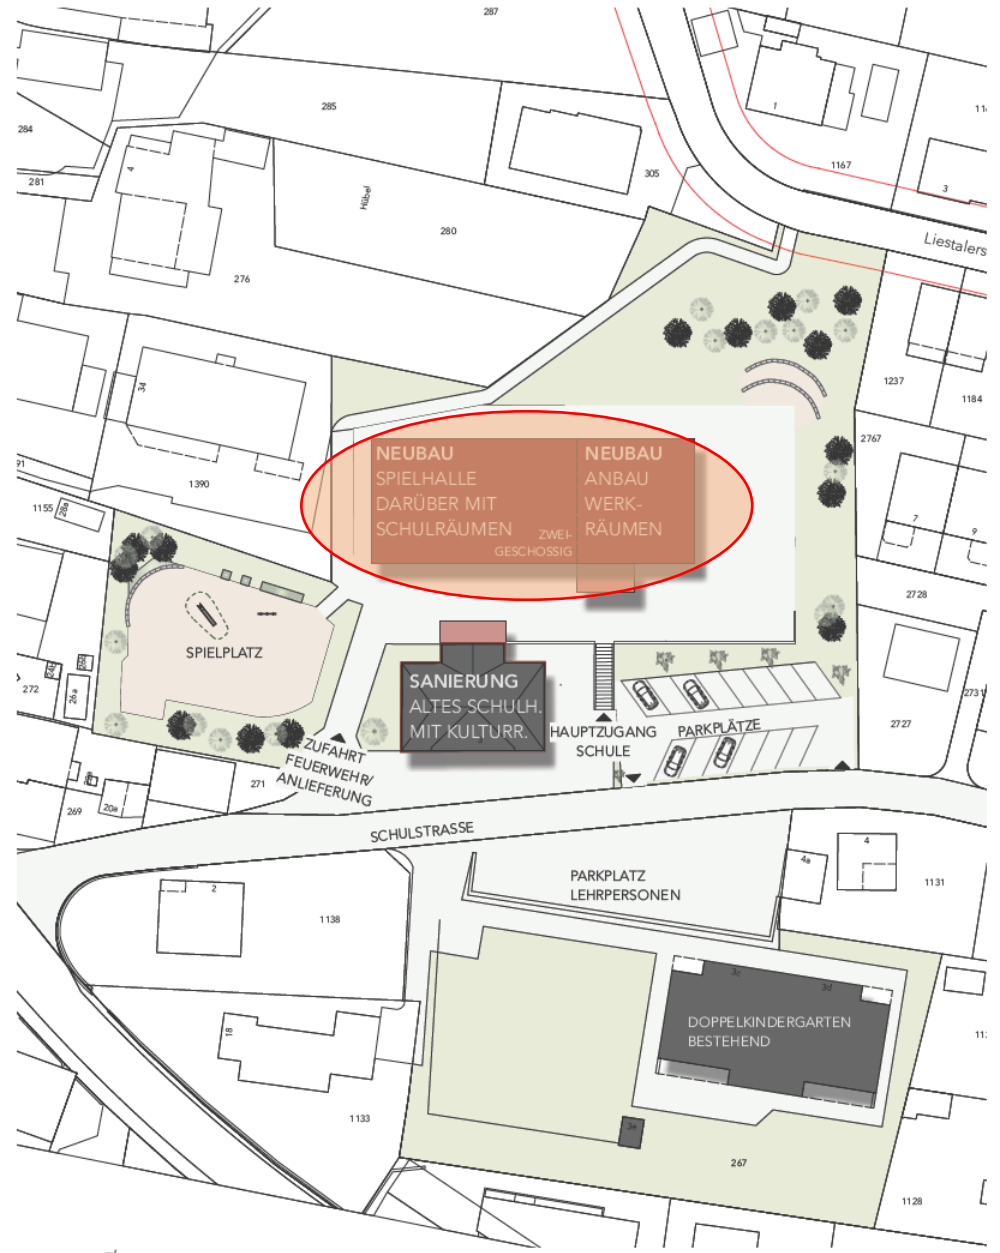 287
285
284
281
4
Hübel
305
280
276
1
1167
3
Liestalers
34
1390
1155
28a
1237
1184
2767
7
9
2728
2731
2727
NEUBAU
SPIELHALLE
DARÜBER MIT
SCHULRÄUMEN
ZWEI-
GESCHOSSIG
NEUBAU
ANBAU
WERK-
RÄUMEN
SPIELPLATZ
272
24b
26a
SANIERUNG
ALTES SCHULH.
MIT KULTURR.
HAUPTZUGANG
SCHULE
PARKPLÄTZE
ZUFAHRT
FEUERWEHR/
ANLIEFERUNG
271
269
20a
SCHULSTRASSE
PARKPLATZ
LEHRPERSONEN
4a
4
1131
2
1138
18
1133
3c
3d
DOPPELKINDERGARTEN
BESTEHEND
3e
267
1128